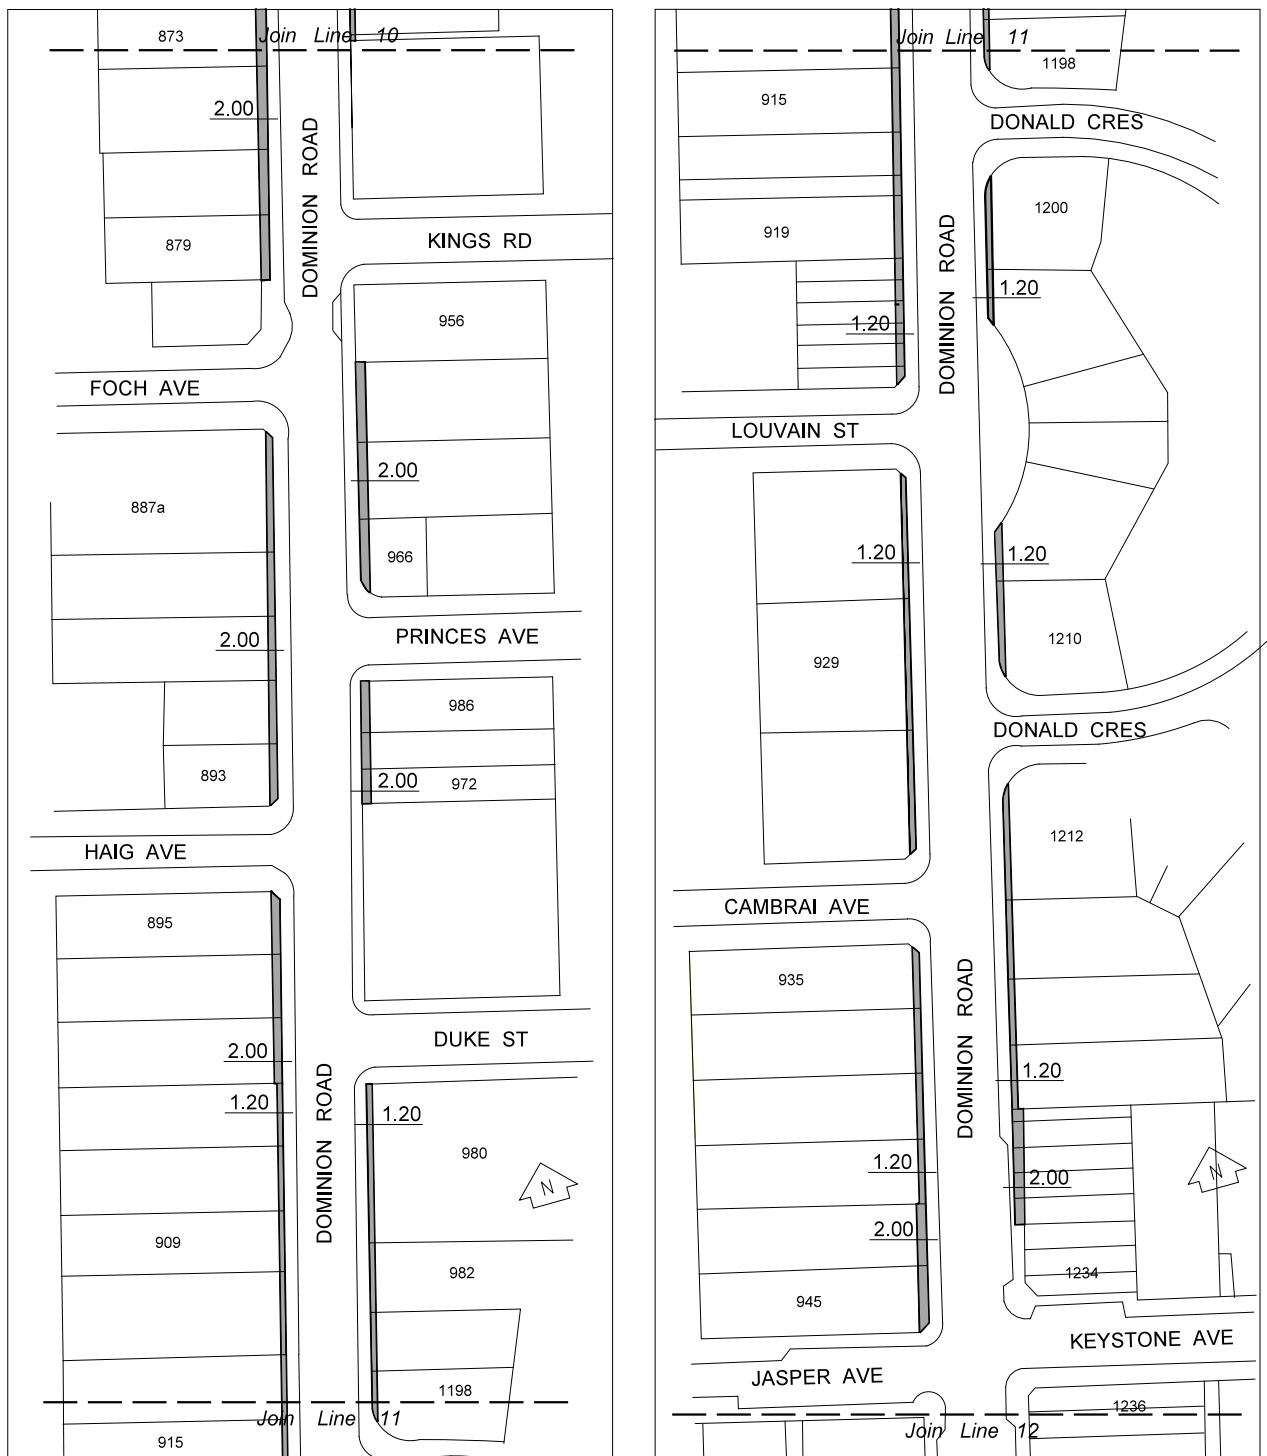 873
Join Line 10
2.00
DOMINION ROAD
879
KINGS RD
956
FOCH AVE
2.00
887a
966
2.00
PRINCES AVE
986
893
2.00
972
HAIG AVE
895
2.00
DUKE ST
1.20
1.20
DOMINION ROAD
980
909
982
1198
Join Line 11
915
Join Line 11
1198
915
DONALD CRES
1200
919
DOMINION ROAD
1.20
1.20
LOUVAIN ST
1.20
1.20
929
1210
DONALD CRES
1212
CAMBRAI AVE
935
DOMINION ROAD
1.20
1.20
2.00
N
N
2.00
1234
945
KEYSTONE AVE
JASPER AVE
1236
Join Line 12